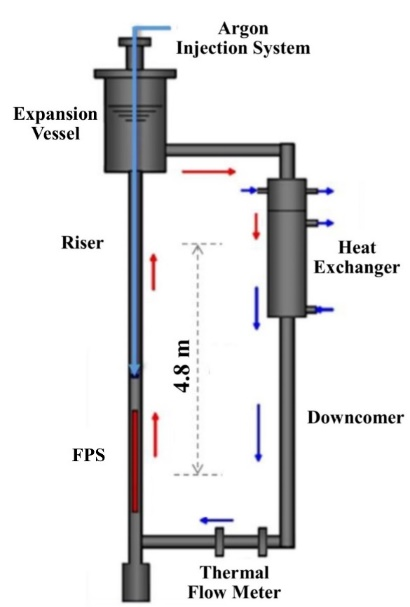 Argon
Injection System
Expansion
Vessel
Riser
Heat
Exchanger
4.8 m
Downcomer
FPS
Thermal
Flow Meter